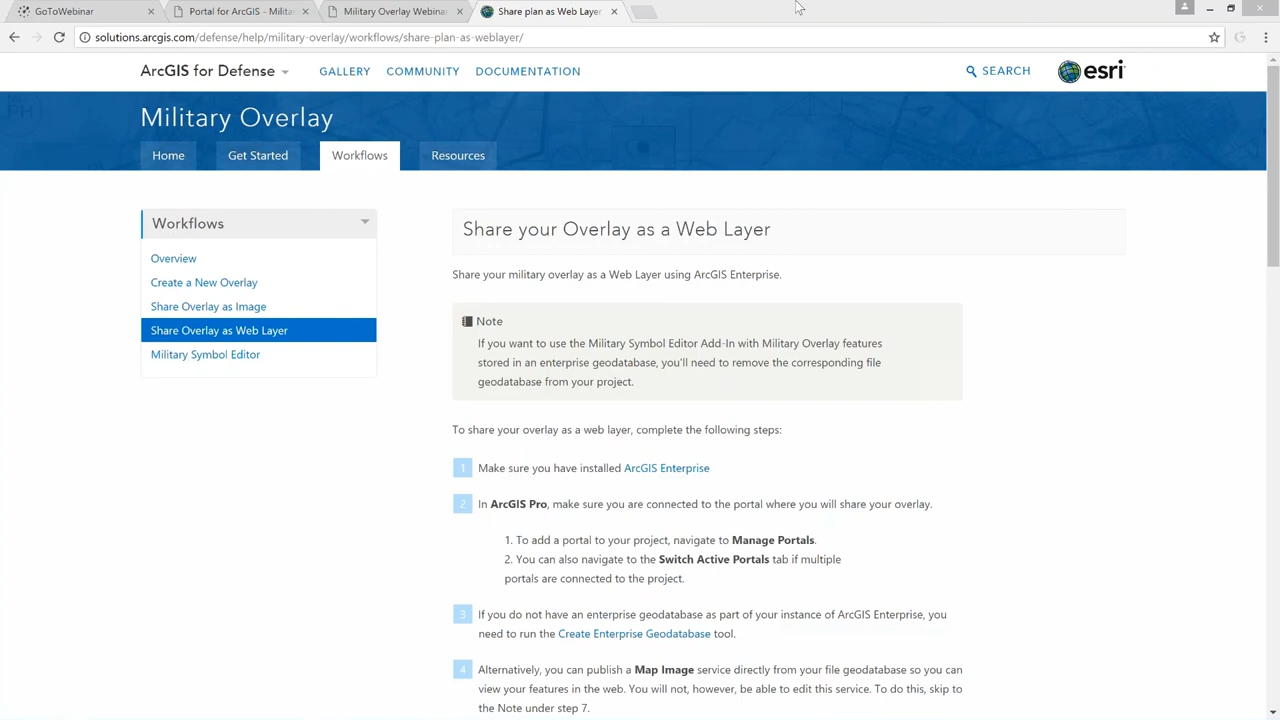 GoToWebinar
Portal for ArcGIS - Milita
Military Overlay Webina
Share plan as Web Layer
solutions.arcgis.com/defense/help/military-overlay/workflows/share-plan-as-weblayer/
ArcGIS for Defense
GALLERY
COMMUNITY
DOCUMENTATION
SEARCH
esri
Military Overlay
Home
Get Started
Workflows
Resources
Workflows
Overview
Create a New Overlay
Share Overlay as Image
Share Overlay as Web Layer
Military Symbol Editor
Share your Overlay as a Web Layer
Share your military overlay as a Web Layer using ArcGIS Enterprise.
Note
If you want to use the Military Symbol Editor Add-In with Military Overlay features
stored in an enterprise geodatabase, you'll need to remove the corresponding file
geodatabase from your project.
To share your overlay as a web layer, complete the following steps:
1 Make sure you have installed ArcGIS Enterprise
2 In ArcGIS Pro, make sure you are connected to the portal where you will share your overlay.
1. To add a portal to your project, navigate to Manage Portals.
2. You can also navigate to the Switch Active Portals tab if multiple
portals are connected to the project.
3 If you do not have an enterprise geodatabase as part of your instance of ArcGIS Enterprise, you
need to run the Create Enterprise Geodatabase tool.
4 Alternatively, you can publish a Map Image service directly from your file geodatabase so you can
view your features in the web. You will not, however, be able to edit this service. To do this, skip to
the Note under step 7.